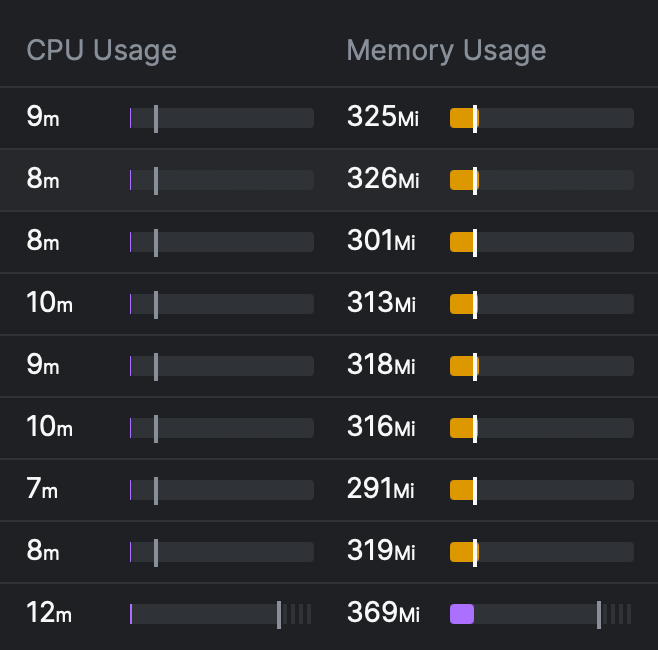 CPU Usage Memory Usage
9m 325Mi
8m 326Mi
8m 301Mi
10m 313Mi
9m 318Mi
10m 316Mi
7m 291Mi
8m 319Mi
12m 369Mi